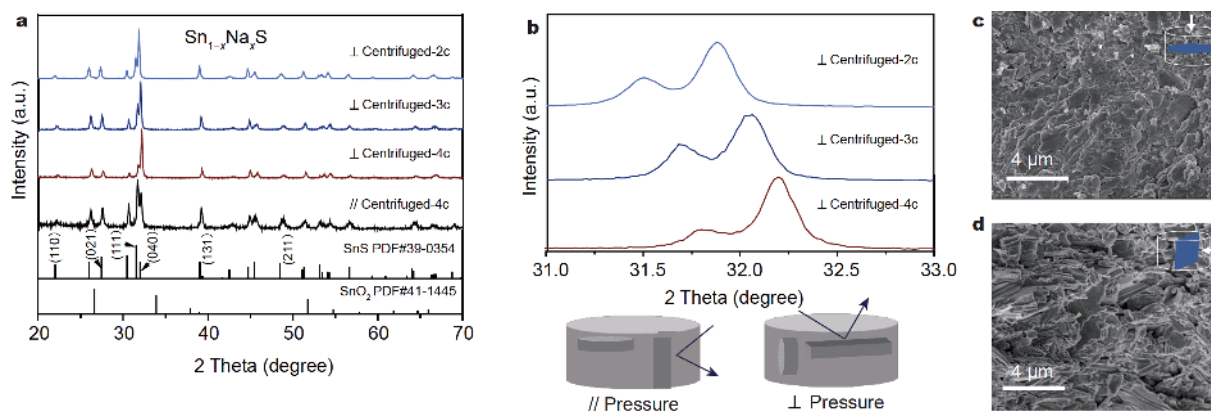 a
Sn1-xNaxS
⊥ Centrifuged-2c
⊥ Centrifuged-3c
⊥ Centrifuged-4c
// Centrifuged-4c
(110)
(021)
(111)
(040)
(131)
(211)
SnS PDF#39-0354
SnO2 PDF#41-1445
Intensity (a.u.)
20 30 40 50 60 70
2 Theta (degree)
b
⊥ Centrifuged-2c
⊥ Centrifuged-3c
⊥ Centrifuged-4c
Intensity (a.u.)
31.0 31.5 32.0 32.5 33.0
2 Theta (degree)
// Pressure
⊥ Pressure
c
4 μm
d
4 μm